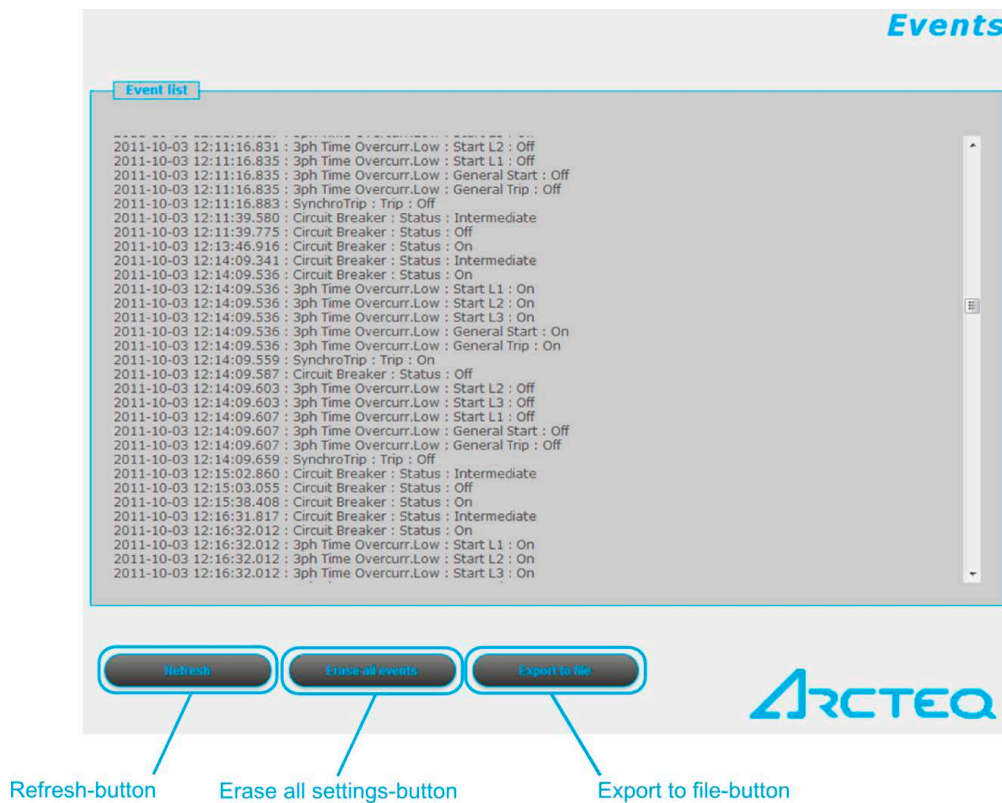 Events
Event list
2011-10-03 12:11:16.831 : 3ph Time Overcurr.Low : Start L2 : Off
2011-10-03 12:11:16.835 : 3ph Time Overcurr.Low : Start L1 : Off
2011-10-03 12:11:16.835 : 3ph Time Overcurr.Low : General Start : Off
2011-10-03 12:11:16.835 : 3ph Time Overcurr.Low : General Trip : Off
2011-10-03 12:11:16.883 : SynchroTrip : Trip : Off
2011-10-03 12:11:39.580 : Circuit Breaker : Status : Intermediate
2011-10-03 12:11:39.775 : Circuit Breaker : Status : Off
2011-10-03 12:13:46.916 : Circuit Breaker : Status : On
2011-10-03 12:14:09.341 : Circuit Breaker : Status : Intermediate
2011-10-03 12:14:09.536 : Circuit Breaker : Status : On
2011-10-03 12:14:09.536 : 3ph Time Overcurr.Low : Start L1 : On
2011-10-03 12:14:09.536 : 3ph Time Overcurr.Low : Start L2 : On
2011-10-03 12:14:09.536 : 3ph Time Overcurr.Low : Start L3 : On
2011-10-03 12:14:09.536 : 3ph Time Overcurr.Low : General Start : On
2011-10-03 12:14:09.536 : 3ph Time Overcurr.Low : General Trip : On
2011-10-03 12:14:09.559 : SynchroTrip : Trip : On
2011-10-03 12:14:09.587 : Circuit Breaker : Status : Off
2011-10-03 12:14:09.603 : 3ph Time Overcurr.Low : Start L2 : Off
2011-10-03 12:14:09.603 : 3ph Time Overcurr.Low : Start L3 : Off
2011-10-03 12:14:09.607 : 3ph Time Overcurr.Low : Start L1 : Off
2011-10-03 12:14:09.607 : 3ph Time Overcurr.Low : General Start : Off
2011-10-03 12:14:09.607 : 3ph Time Overcurr.Low : General Trip : Off
2011-10-03 12:14:09.659 : SynchroTrip : Trip : Off
2011-10-03 12:15:02.860 : Circuit Breaker : Status : Intermediate
2011-10-03 12:15:03.055 : Circuit Breaker : Status : Off
2011-10-03 12:15:38.408 : Circuit Breaker : Status : On
2011-10-03 12:16:31.817 : Circuit Breaker : Status : Intermediate
2011-10-03 12:16:32.012 : Circuit Breaker : Status : On
2011-10-03 12:16:32.012 : 3ph Time Overcurr.Low : Start L1 : On
2011-10-03 12:16:32.012 : 3ph Time Overcurr.Low : Start L2 : On
2011-10-03 12:16:32.012 : 3ph Time Overcurr.Low : Start L3 : On
Refresh
Erase all events
Export to file
ARCTEQ
Refresh-button
Erase all settings-button
Export to file-button